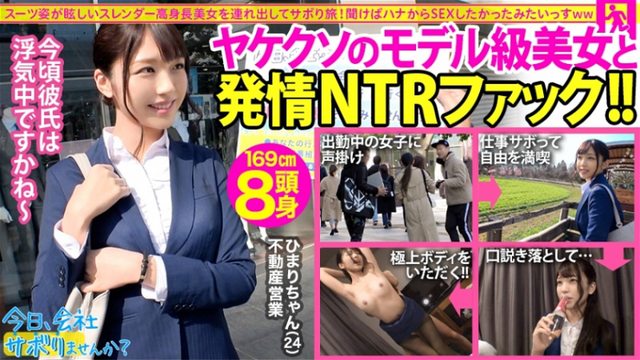 スーツ姿が眩しいスレンダー高身長美女を連れ出してサボり旅!聞けばハナからSEXしたかったみたいっすww
ヤケクソのモデル級美女と
発情NTRファック!!
今頃彼氏は
浮気中ですかね～
169cm
8頭身
ひまりちゃん(24)
不動産営業
出勤中の女子に
声掛け
仕事サボって
自由を満喫
極上ボディを
いただく!!
口説き落として…
今日、会社
サボりませんか?